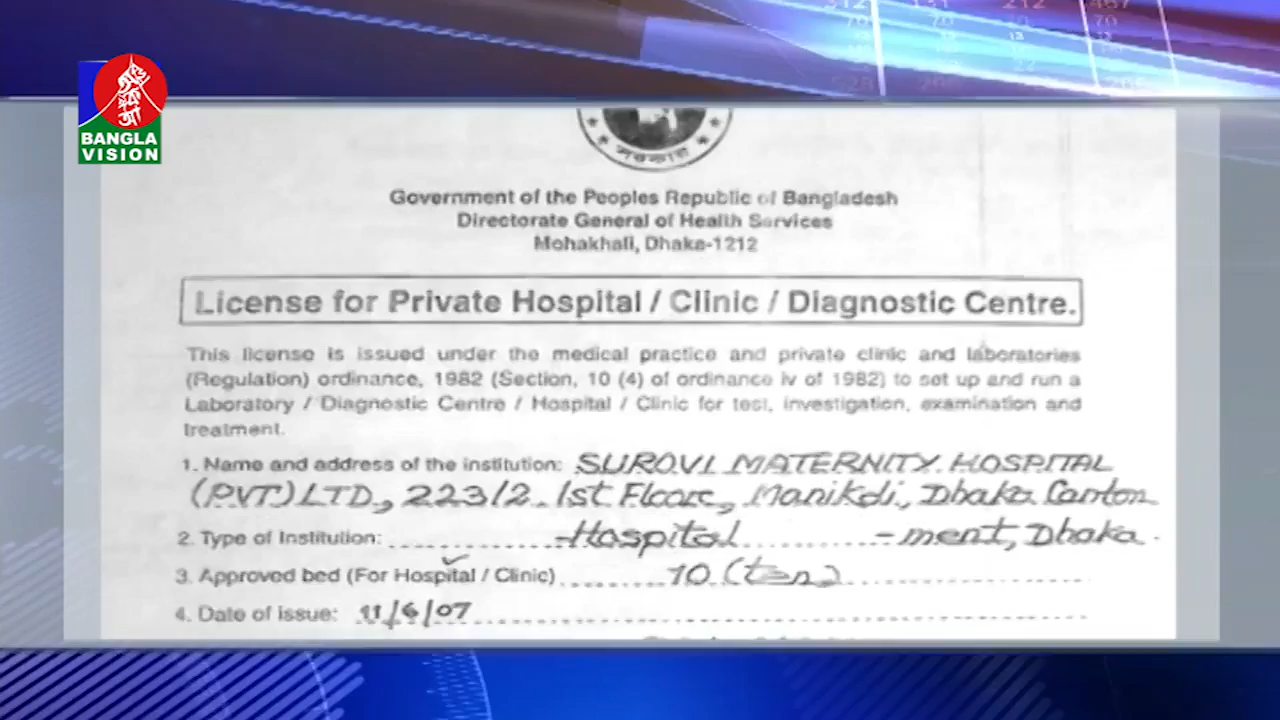 BANGLA
VISION
সরকার
Government of the Peoples Republic of Bangladesh
Directorate General of Health Services
Mohakhali, Dhaka-1212
License for Private Hospital / Clinic / Diagnostic Centre.
This license is issued under the medical practice and private clinic and laboratories
(Regulation) ordinance, 1982 (Section, 10 (4) of ordinance iv of 1982) to set up and run a
Laboratory / Diagnostic Centre / Hospital / Clinic for test, investigation, examination and
treatment.
1. Name and address of the institution: SUROVI MATERNITY HOSPITAL
(PVT) LTD, 223/2. 1st Floor, Manikdi, Dhaka Canton
2. Type of Institution: Hospital - ment, Dhaka.
3. Approved bed (For Hospital / Clinic) 10 (ten)
4. Date of issue: 11/6/07